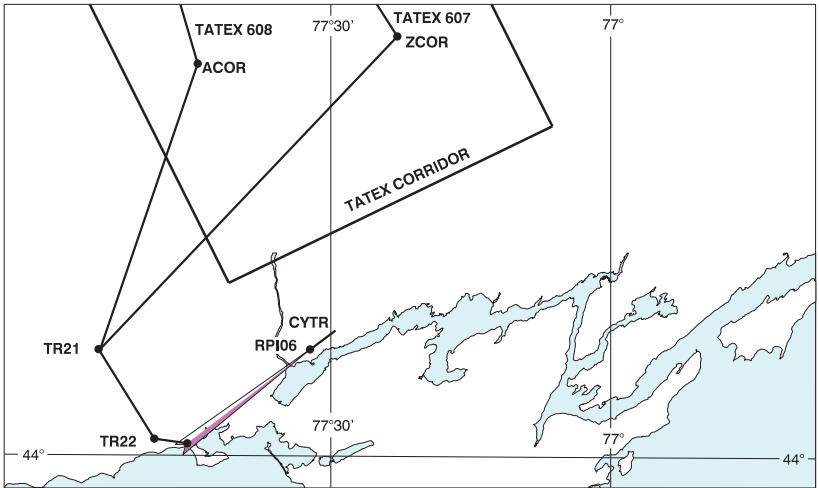 TATEX 608
77°30'
TATEX 607
77°
ACOR
ZCOR
TATEX CORRIDOR
CYTR
TR21
RPI06
77°30'
TR22
77°
44°
44°